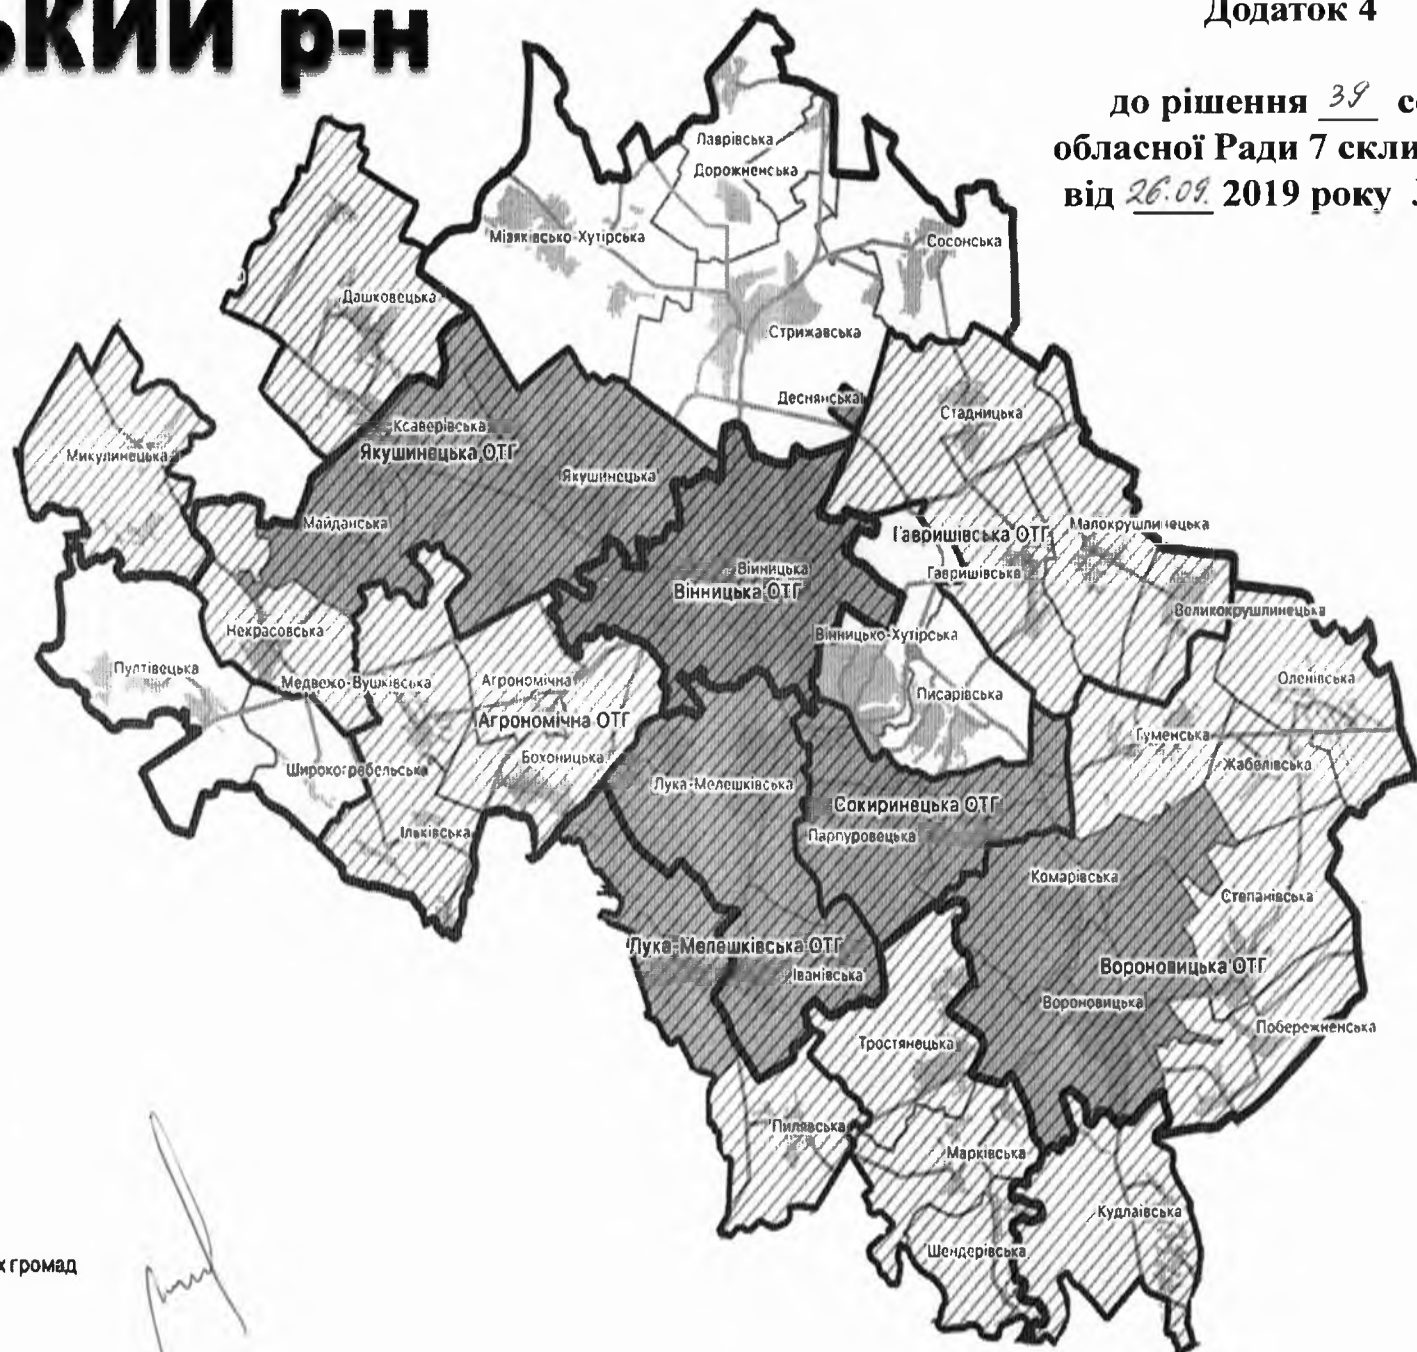 ький р-н
Додаток 4
до рішення 39 се
обласної Ради 7 скли
від 26.09. 2019 року
Лаврівська
Дорожненська
Мізяківсько-Хутірська
Сосонська
Дашковецька
Стрижавська
Деснянська
Стадницька
Ксаверівська
Якушинецька ОТГ
Микулинецька
Якушинецька
Майданська
Гавришівська ОТГ
Малокрушлинецька
Вінницька
Гавришівська
Вінницька ОТГ
Великокрушлинецька
Некрасовська
Вінницько-Хутірська
Пултівецька
Медвежо-Вушківська
Агрономічна
Писарівська
Оленівська
Агрономічна ОТГ
Гуменська
Бохоницька
Жабелівська
Широкогребельська
Лука-Мелешківська
Сокиринецька ОТГ
Ільківська
Парпуровецька
Комарівська
Степанівська
Лука-Мелешківська ОТГ
Вороновицька ОТГ
Іванівська
Вороновицька
Побережненська
Тростянецька
Пилявська
Марківська
Кудлаївська
Шендерівська
х громад